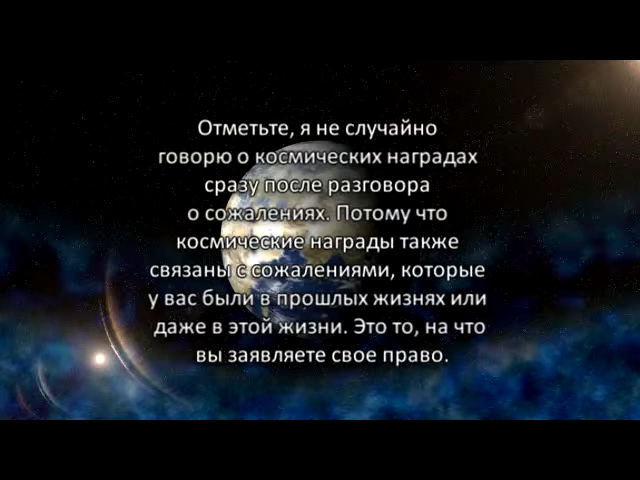 Отметьте, я не случайно
говорю о космических наградах
сразу после разговора
о сожалениях. Потому что
космические награды также
связаны с сожалениями, которые
у вас были в прошлых жизнях или
даже в этой жизни. Это то, на что
вы заявляете свое право.